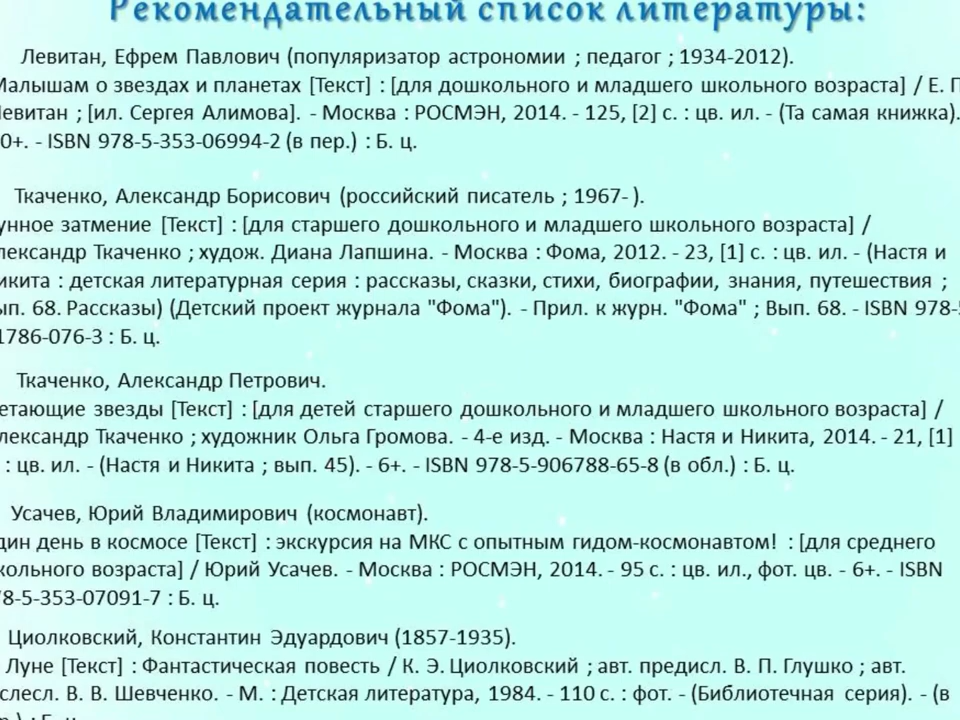 Рекомендательный список литературы:
Левитан, Ефрем Павлович (популяризатор астрономии ; педагог ; 1934-2012).
Малышам о звездах и планетах [Текст] : [для дошкольного и младшего школьного возраста] / Е. П.
Левитан ; [ил. Сергея Алимова]. - Москва : РОСМЭН, 2014. - 125, [2] с. : цв. ил. - (Та самая книжка).
0+. - ISBN 978-5-353-06994-2 (в пер.) : Б. ц.
Ткаченко, Александр Борисович (российский писатель ; 1967- ).
унное затмение [Текст] : [для старшего дошкольного и младшего школьного возраста] /
лександр Ткаченко ; худож. Диана Лапшина. - Москва : Фома, 2012. - 23, [1] с. : цв. ил. - (Настя и
икита : детская литературная серия : рассказы, сказки, стихи, биографии, знания, путешествия ;
ып. 68. Рассказы) (Детский проект журнала "Фома"). - Прил. к журн. "Фома" ; Вып. 68. - ISBN 978-5
1786-076-3 : Б. ц.
Ткаченко, Александр Петрович.
етающие звезды [Текст] : [для детей старшего дошкольного и младшего школьного возраста] /
лександр Ткаченко ; художник Ольга Громова. - 4-е изд. - Москва : Настя и Никита, 2014. - 21, [1]
: цв. ил. - (Настя и Никита ; вып. 45). - 6+. - ISBN 978-5-906788-65-8 (в обл.) : Б. ц.
Усачев, Юрий Владимирович (космонавт).
дин день в космосе [Текст] : экскурсия на МКС с опытным гидом-космонавтом! : [для среднего
кольного возраста] / Юрий Усачев. - Москва : РОСМЭН, 2014. - 95 с. : цв. ил., фот. цв. - 6+. - ISBN
78-5-353-07091-7 : Б. ц.
Циолковский, Константин Эдуардович (1857-1935).
Луне [Текст] : Фантастическая повесть / К. Э. Циолковский ; авт. предисл. В. П. Глушко ; авт.
слесл. В. В. Шевченко. - М. : Детская литература, 1984. - 110 с. : фот. - (Библиотечная серия). - (в